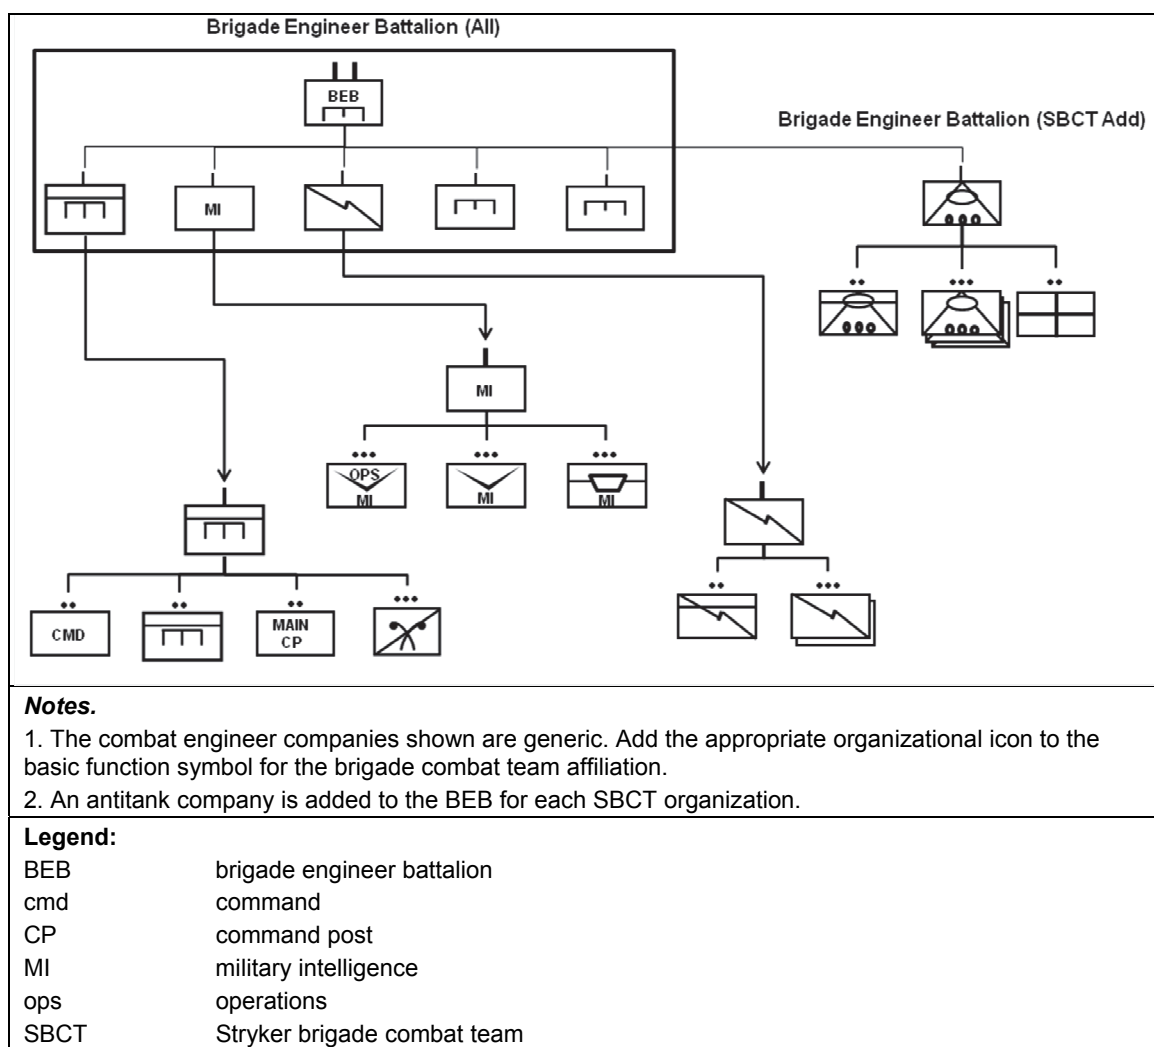 Brigade Engineer Battalion (All)
BEB
Brigade Engineer Battalion (SBCT Add)
MI
MI
OPS
MI
MI
MI
CMD
MAIN
CP
Notes.
1. The combat engineer companies shown are generic. Add the appropriate organizational icon to the
basic function symbol for the brigade combat team affiliation.
2. An antitank company is added to the BEB for each SBCT organization.
Legend:
BEB brigade engineer battalion
cmd command
CP command post
MI military intelligence
ops operations
SBCT Stryker brigade combat team